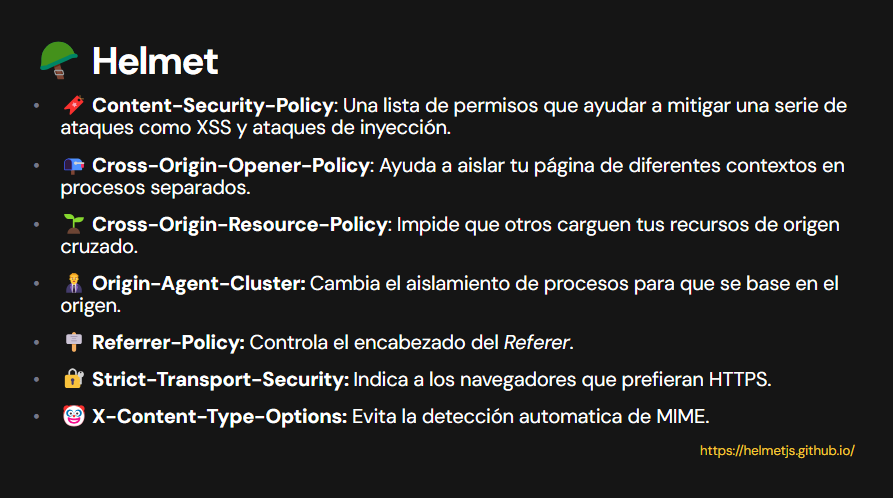 🪖 Helmet
• 🧨 Content-Security-Policy: Una lista de permisos que ayudar a mitigar una serie de
ataques como XSS y ataques de inyección.
• 📭 Cross-Origin-Opener-Policy: Ayuda a aislar tu página de diferentes contextos en
procesos separados.
• 🌱 Cross-Origin-Resource-Policy: Impide que otros carguen tus recursos de origen
cruzado.
• 🤵 Origin-Agent-Cluster: Cambia el aislamiento de procesos para que se base en el
origen.
• 🪧 Referrer-Policy: Controla el encabezado del Referer.
• 🔐 Strict-Transport-Security: Indica a los navegadores que prefieran HTTPS.
• 🤡 X-Content-Type-Options: Evita la detección automatica de MIME.
https://helmetjs.github.io/